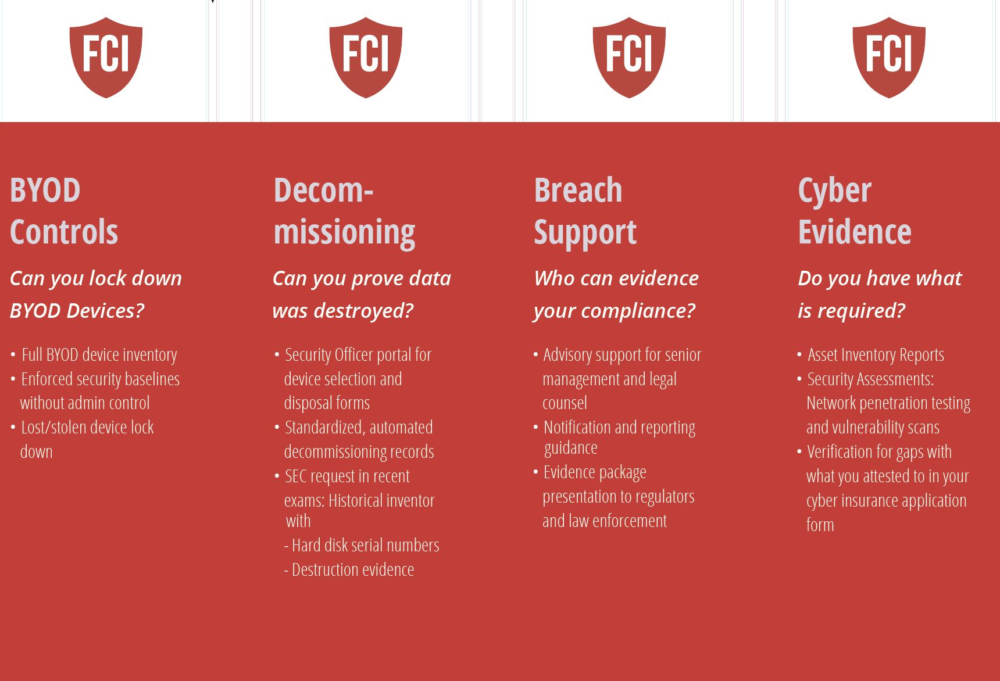 FCI
FCI
FCI
FCI
BYOD
Controls
Can you lock down
BYOD Devices?
• Full BYOD device inventory
• Enforced security baselines
without admin control
• Lost/stolen device lock
down
Decom-
missioning
Can you prove data
was destroyed?
• Security Officer portal for
device selection and
disposal forms
• Standardized, automated
decommissioning records
• SEC request in recent
exams: Historical inventor
with
- Hard disk serial numbers
- Destruction evidence
Breach
Support
Who can evidence
your compliance?
• Advisory support for senior
management and legal
counsel
• Notification and reporting
guidance
• Evidence package
presentation to regulators
and law enforcement
Cyber
Evidence
Do you have what
is required?
• Asset Inventory Reports
• Security Assessments:
Network penetration testing
and vulnerability scans
• Verification for gaps with
what you attested to in your
cyber insurance application
form